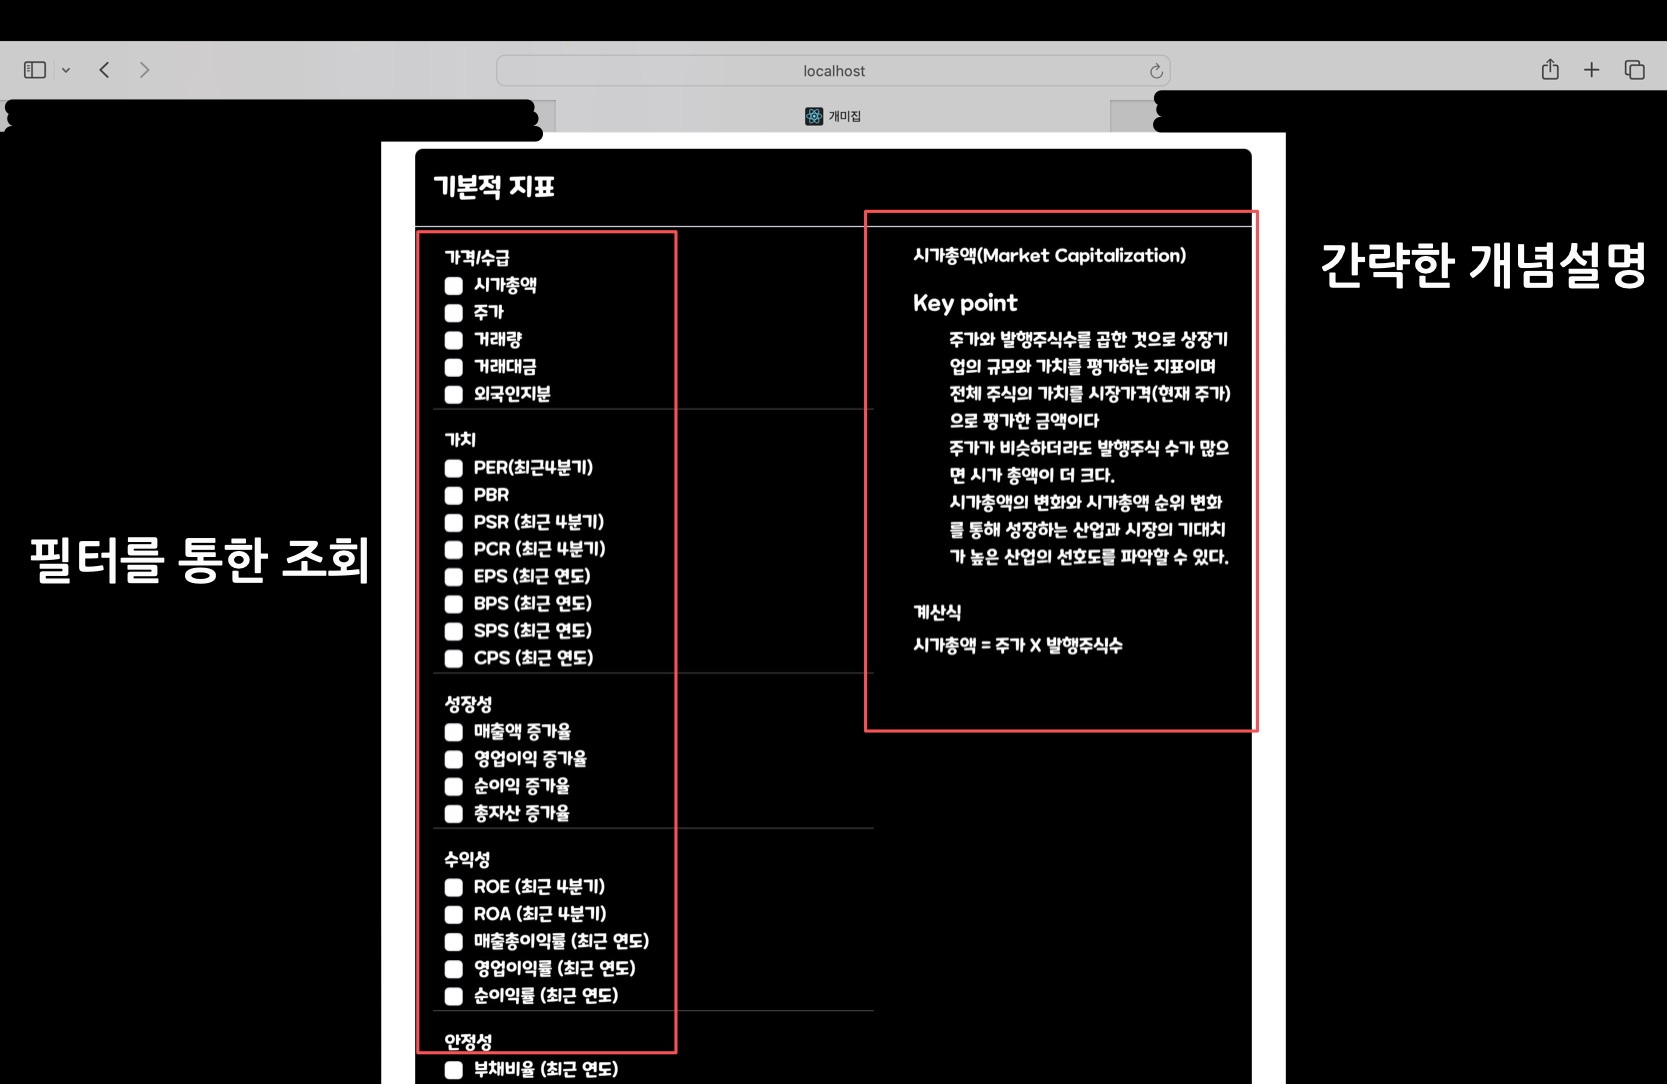 localhost
개미집
기본적 지표
가격/수급
시가총액
주가
거래량
거래대금
외국인지분
가치
PER(최근4분기)
PBR
PSR (최근 4분기)
PCR (최근 4분기)
EPS (최근 연도)
BPS (최근 연도)
SPS (최근 연도)
CPS (최근 연도)
성장성
매출액 증가율
영업이익 증가율
순이익 증가율
총자산 증가율
수익성
ROE (최근 4분기)
ROA (최근 4분기)
매출총이익률 (최근 연도)
영업이익률 (최근 연도)
순이익률 (최근 연도)
안정성
부채비율 (최근 연도)
시가총액(Market Capitalization)
Key point
주가와 발행주식수를 곱한 것으로 상장기
업의 규모와 가치를 평가하는 지표이며
전체 주식의 가치를 시장가격(현재 주가)
으로 평가한 금액이다
주가가 비슷하더라도 발행주식 수가 많으
면 시가 총액이 더 크다.
시가총액의 변화와 시가총액 순위 변화
를 통해 성장하는 산업과 시장의 기대치
가 높은 산업의 선호도를 파악할 수 있다.
계산식
시가총액 = 주가 X 발행주식수
필터를 통한 조회
간략한 개념설명